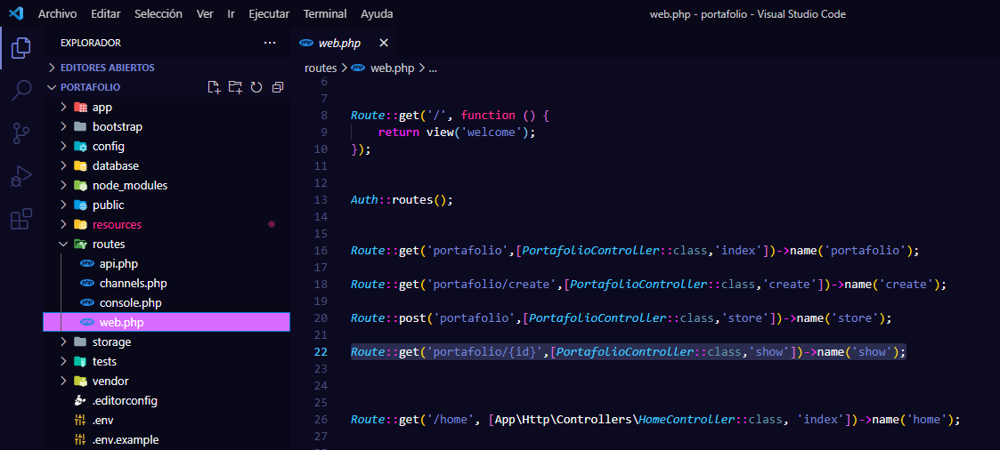 Archivo Editar Selección Ver Ir Ejecutar Terminal Ayuda web.php - portafolio - Visual Studio Code
EXPLORADOR ...
EDITORES ABIERTOS
PORTAFOLIO
app
bootstrap
config
database
node_modules
public
resources
routes
php api.php
php channels.php
php console.php
php web.php
storage
tests
vendor
.editorconfig
.env
.env.example
php web.php
routes > php web.php > ...
6
7
8 Route::get('/', function () {
9 return view('welcome');
10 });
11
12
13 Auth::routes();
14
15
16 Route::get('portafolio',[PortafolioController::class,'index'])->name('portafolio');
17
18 Route::get('portafolio/create',[PortafolioController::class,'create'])->name('create');
19
20 Route::post('portafolio',[PortafolioController::class,'store'])->name('store');
21
22 Route::get('portafolio/{id}',[PortafolioController::class,'show'])->name('show');
23
24
25
26 Route::get('/home', [App\Http\Controllers\HomeController::class, 'index'])->name('home');
27